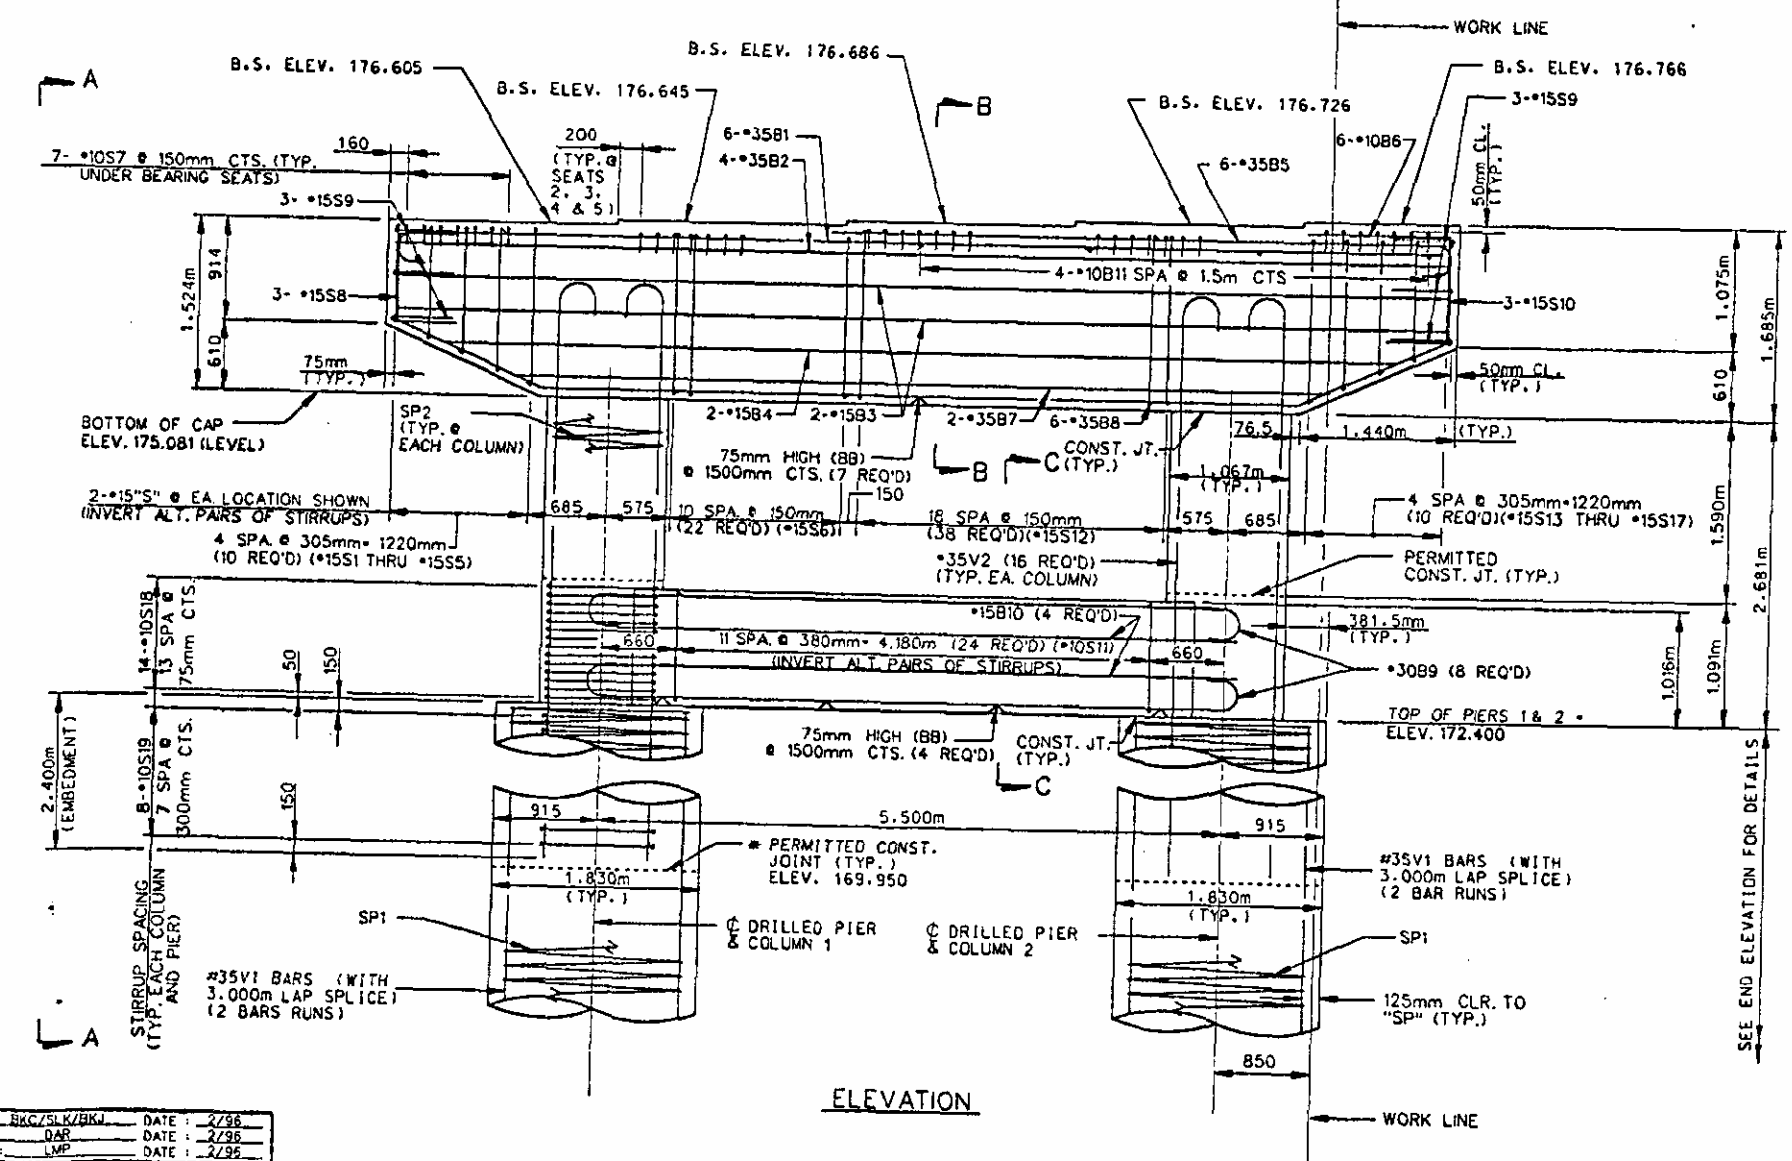 WORK LINE
B.S. ELEV. 176.686
B.S. ELEV. 176.605
B.S. ELEV. 176.766
A
B.S. ELEV. 176.645
B
B.S. ELEV. 176.726
3-•15S9
160
200
(TYP. @
SEATS
2, 3,
4 & 5)
6-•35B1
4-•35B2
6-•10B6
6-•35B5
50mm CL.
(TYP.)
7- •10S7 @ 150mm CTS. (TYP.
UNDER BEARING SEATS)
3- •15S9
914
1.524m
610
3- •15S8
4-•10B11 SPA @ 1.5m CTS
3-•15S10
1.075m
1.685m
610
75mm
(TYP.)
50mm CL.
(TYP.)
BOTTOM OF CAP
ELEV. 175.081 (LEVEL)
SP2
(TYP. @
EACH COLUMN)
2-•15B4
2-•15B3
2-•35B7
6-•35B8
76.5
1.440m
(TYP.)
75mm HIGH (BB)
@ 1500mm CTS. (7 REQ'D)
B
C
CONST. JT.
(TYP.)
1.067m
(TYP.)
150
2-•15"S" @ EA. LOCATION SHOWN
(INVERT ALT. PAIRS OF STIRRUPS)
685
575
10 SPA. @ 150mm
(22 REQ'D) (•15S6)
18 SPA @ 150mm
(38 REQ'D)(•15S12)
575
685
4 SPA @ 305mm=1220mm
(10 REQ'D)(•15S13 THRU •15S17)
4 SPA. @ 305mm= 1220mm
(10 REQ'D) (•15S1 THRU •15S5)
•35V2 (16 REQ'D)
(TYP. EA. COLUMN)
PERMITTED
CONST. JT. (TYP.)
1.590m
2.681m
14-•10S18
13 SPA @
75mm CTS.
•15B10 (4 REQ'D)
381.5mm
(TYP.)
660
11 SPA. @ 380mm= 4.180m (24 REQ'D) (•10S11)
(INVERT ALT. PAIRS OF STIRRUPS)
660
50
150
•30B9 (8 REQ'D)
1.016m
1.091m
2.400m
(EMBEDMENT)
8-•10S19
7 SPA @
300mm CTS.
150
75mm HIGH (BB)
@ 1500mm CTS. (4 REQ'D)
CONST. JT.
(TYP.)
C
TOP OF PIERS 1 & 2 =
ELEV. 172.400
915
5.500m
915
* PERMITTED CONST.
JOINT (TYP.)
ELEV. 169.950
1.830m
(TYP.)
1.830m
(TYP.)
#35V1 BARS (WITH
3.000m LAP SPLICE)
(2 BAR RUNS)
SP1
℄ DRILLED PIER
& COLUMN 1
℄ DRILLED PIER
& COLUMN 2
SP1
STIRRUP SPACING
(TYP. EACH COLUMN
AND PIER)
#35V1 BARS (WITH
3.000m LAP SPLICE)
(2 BARS RUNS)
125mm CLR. TO
"SP" (TYP.)
SEE END ELEVATION FOR DETAILS
A
850
ELEVATION
WORK LINE
BKC/SLK/BKJ DATE : 2/96
DAR DATE : 2/96
LMP DATE : 2/96